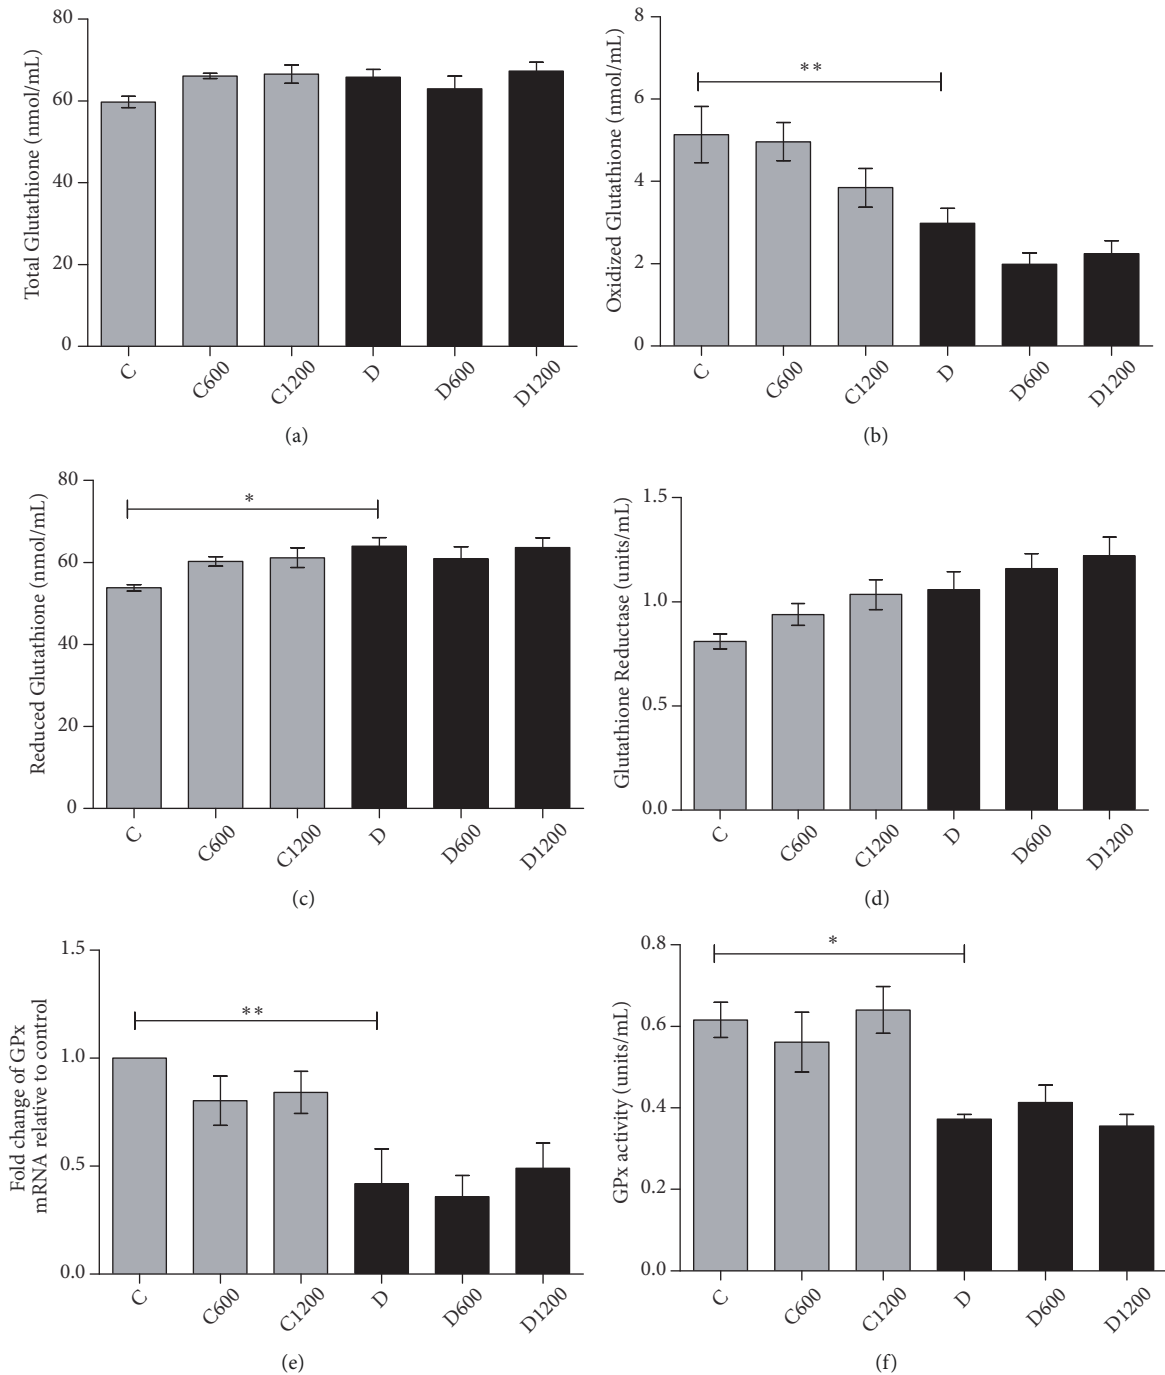 Total Glutathione (nmol/mL)
80
60
40
20
0
C
C600
C1200
D
D600
D1200
(a)
Oxidized Glutathione (nmol/mL)
8
6
4
2
0
**
C
C600
C1200
D
D600
D1200
(b)
Reduced Glutathione (nmol/mL)
80
60
40
20
0
*
C
C600
C1200
D
D600
D1200
(c)
Glutathione Reductase (units/mL)
1.5
1.0
0.5
0.0
C
C600
C1200
D
D600
D1200
(d)
Fold change of GPx
mRNA relative to control
1.5
1.0
0.5
0.0
**
C
C600
C1200
D
D600
D1200
(e)
GPx activity (units/mL)
0.8
0.6
0.4
0.2
0.0
*
C
C600
C1200
D
D600
D1200
(f)